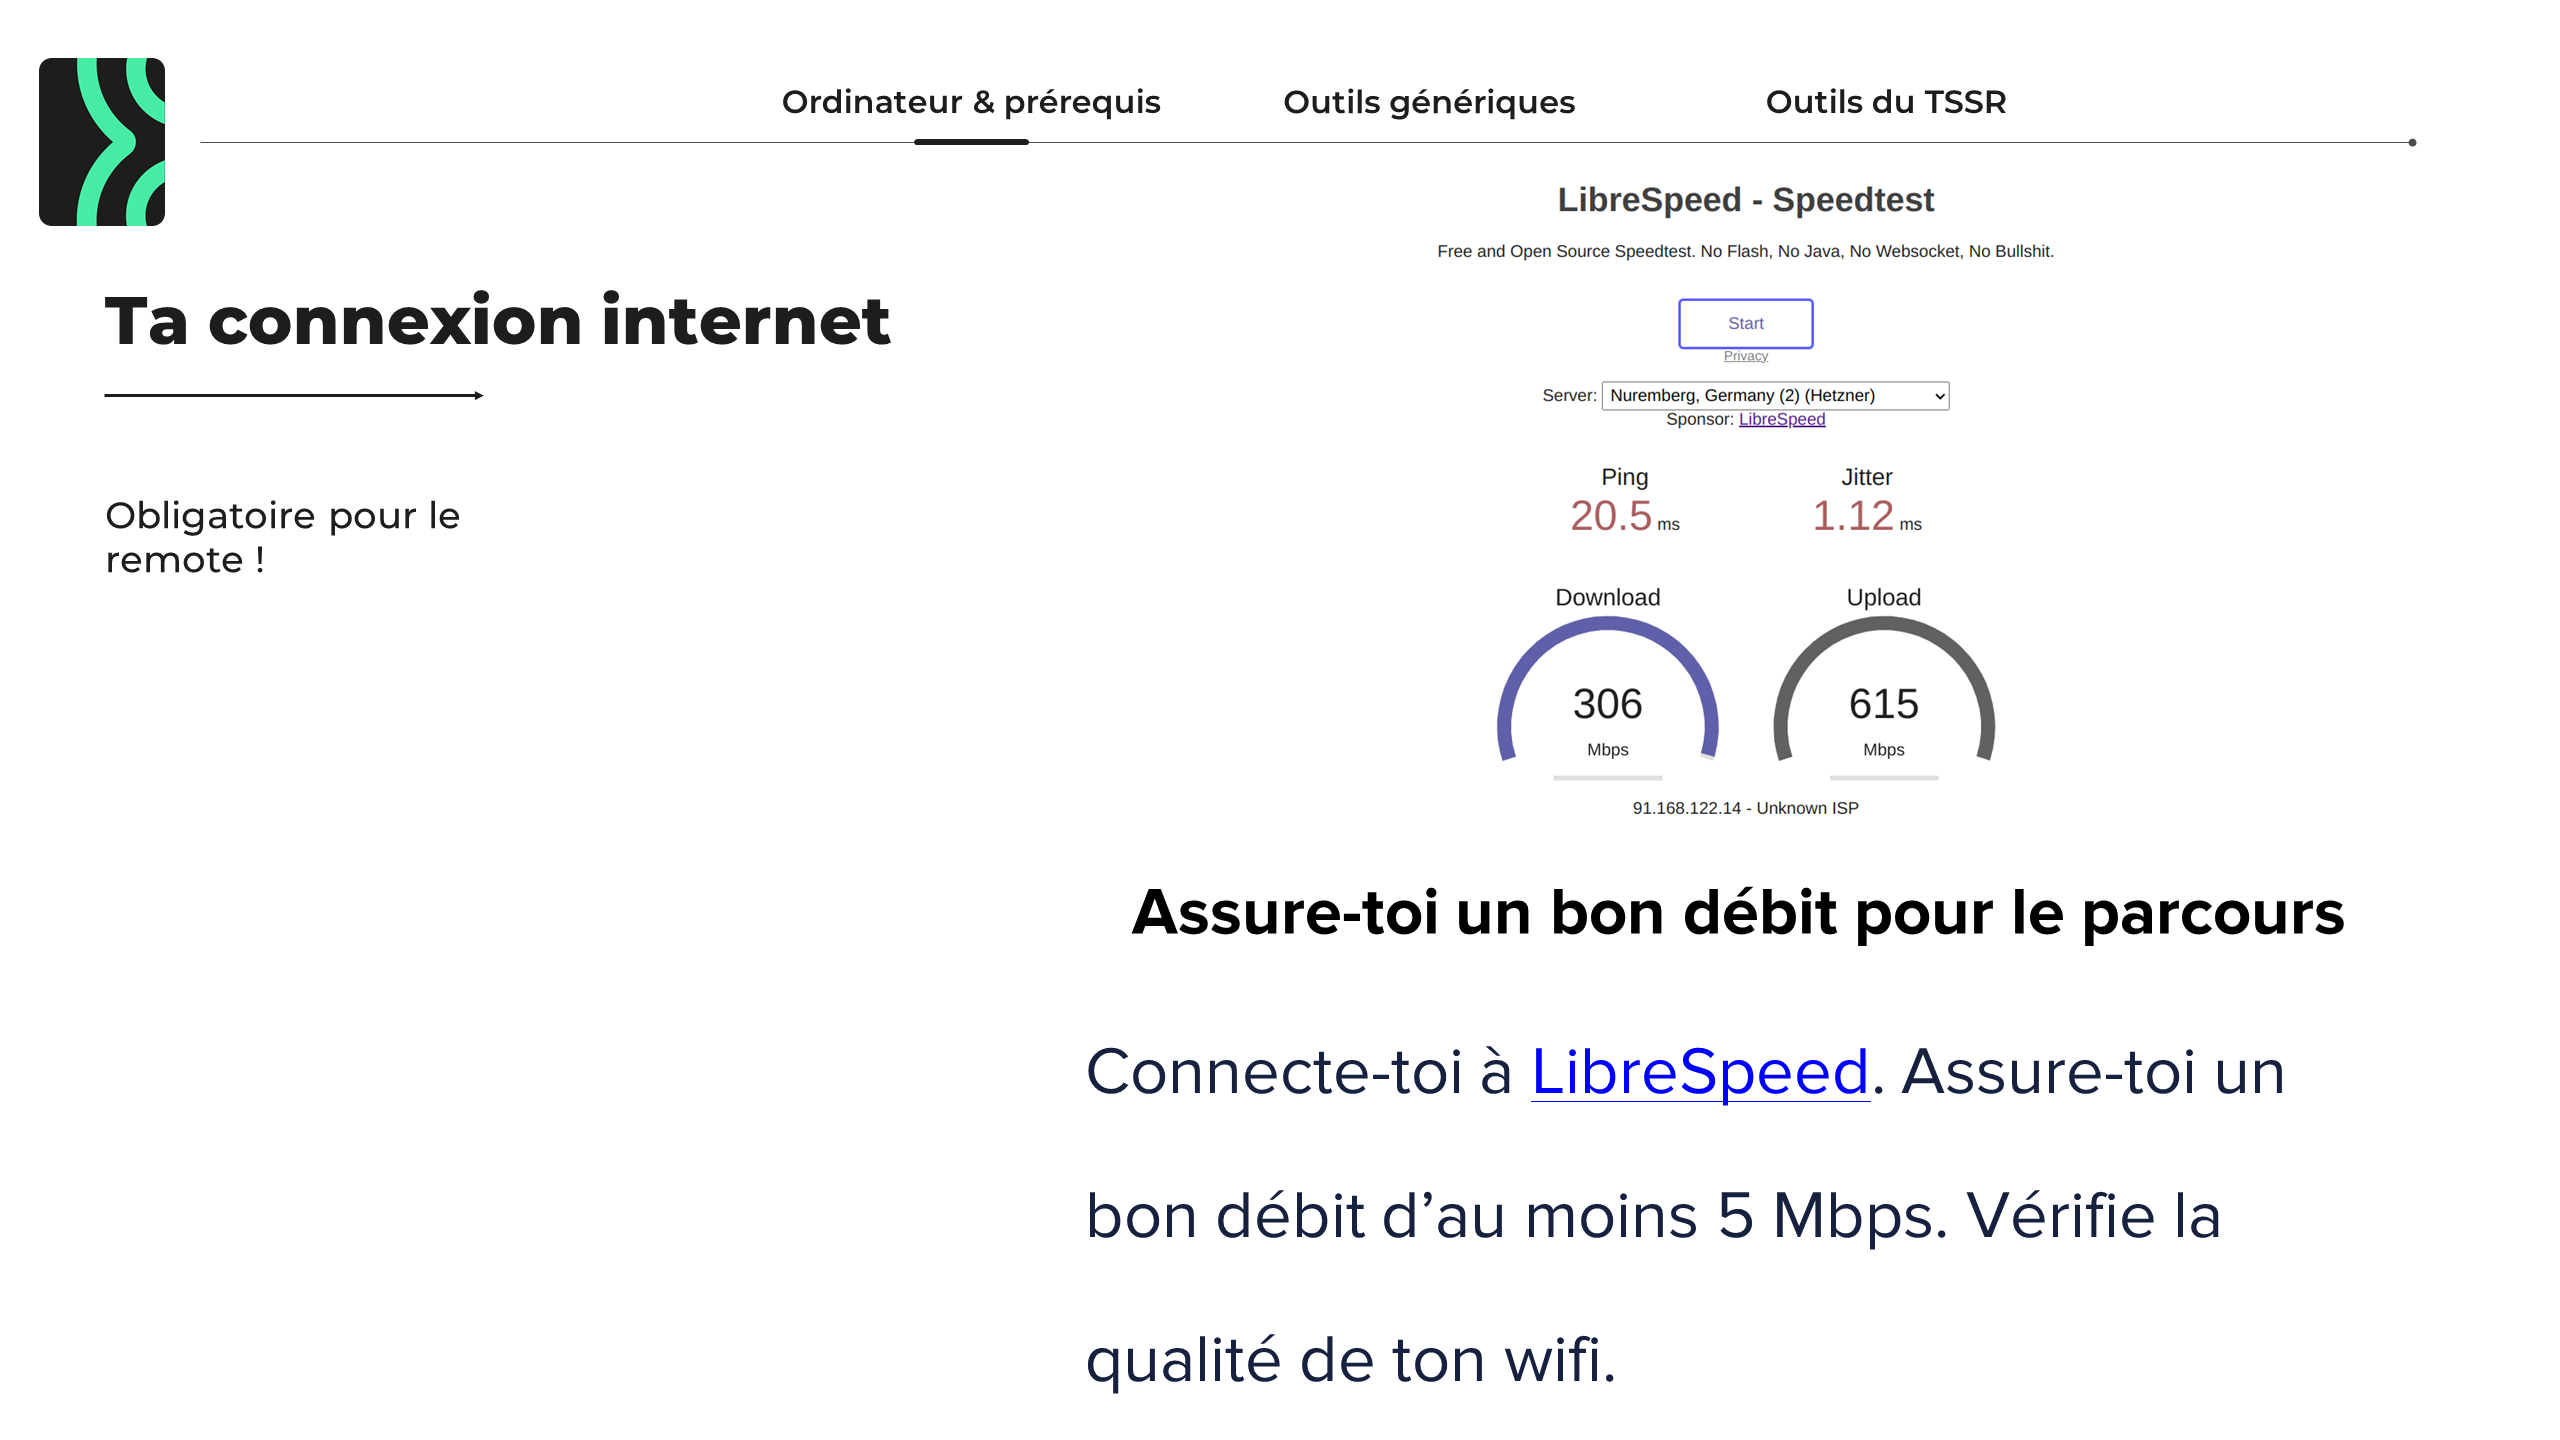 Ordinateur & prérequis
Outils génériques
Outils du TSSR
Ta connexion internet
Obligatoire pour le
remote !
LibreSpeed - Speedtest
Free and Open Source Speedtest. No Flash, No Java, No Websocket, No Bullshit.
Start
Privacy
Server: Nuremberg, Germany (2) (Hetzner)
Sponsor: LibreSpeed
Ping Jitter
20.5 ms 1.12 ms
Download Upload
306 615
Mbps Mbps
91.168.122.14 - Unknown ISP
Assure-toi un bon débit pour le parcours
Connecte-toi à LibreSpeed. Assure-toi un
bon débit d’au moins 5 Mbps. Vérifie la
qualité de ton wifi.